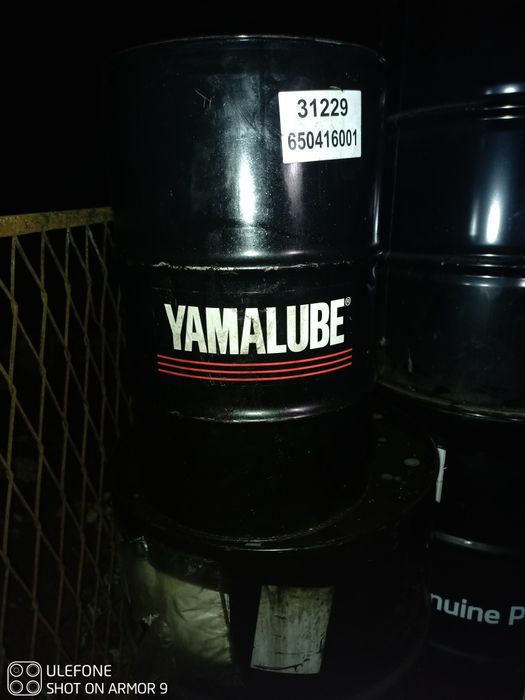 31229
650416001
YAMALUBE®
nuine P
ULEFONE
SHOT ON ARMOR 9